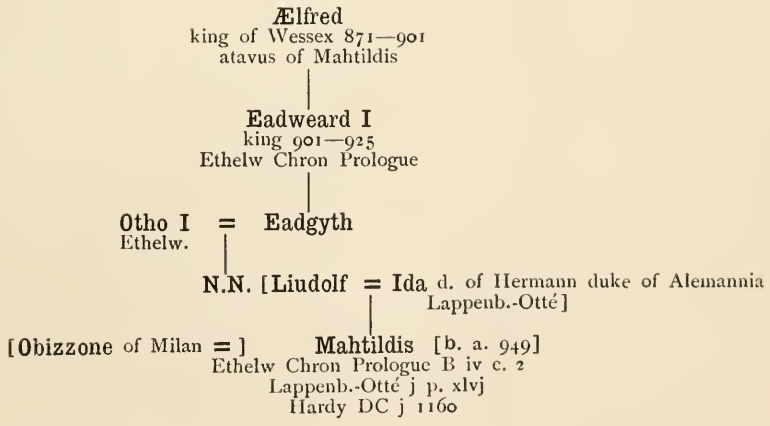 Ælfred
king of Wessex 871—901
atavus of Mahtildis
Eadweard I
king 901—925
Ethelw Chron Prologue
Otho I = Eadgyth
Ethelw.
N.N. [Liudolf = Ida d. of Hermann duke of Alemannia
Lappenb.-Otté]
[Obizzone of Milan = ] Mahtildis [b. a. 949]
Ethelw Chron Prologue B iv c. 2
Lappenb.-Otté j p. xlvj
Hardy DC j 1160